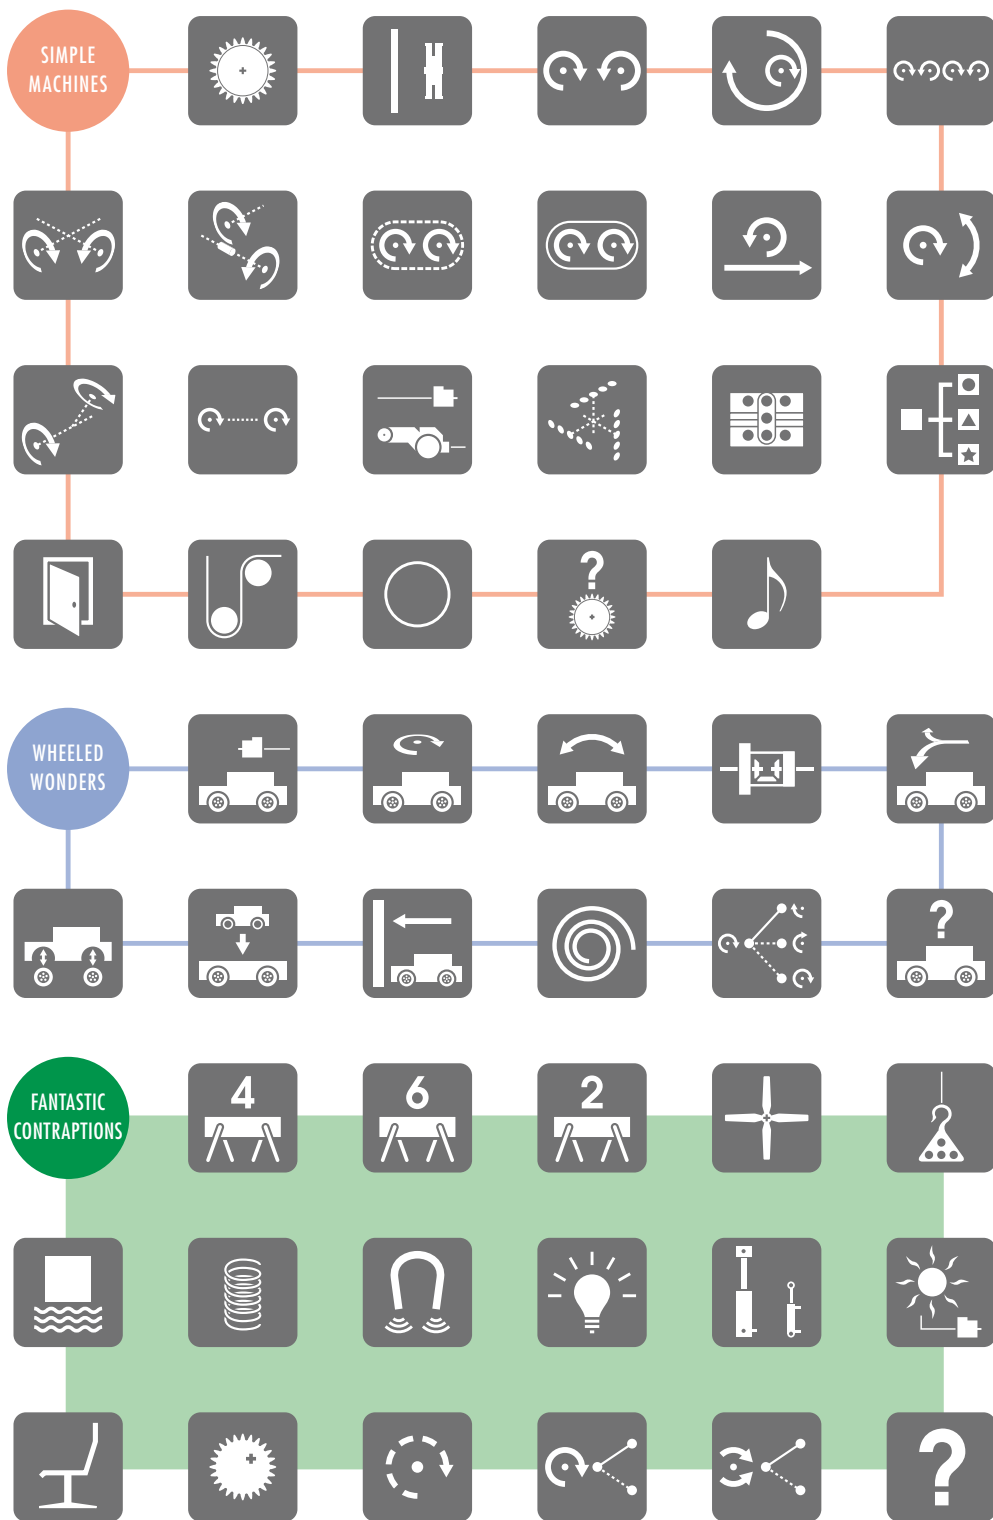 SIMPLE
MACHINES
?
WHEELED
WONDERS
?
FANTASTIC
CONTRAPTIONS
4
6
2
?